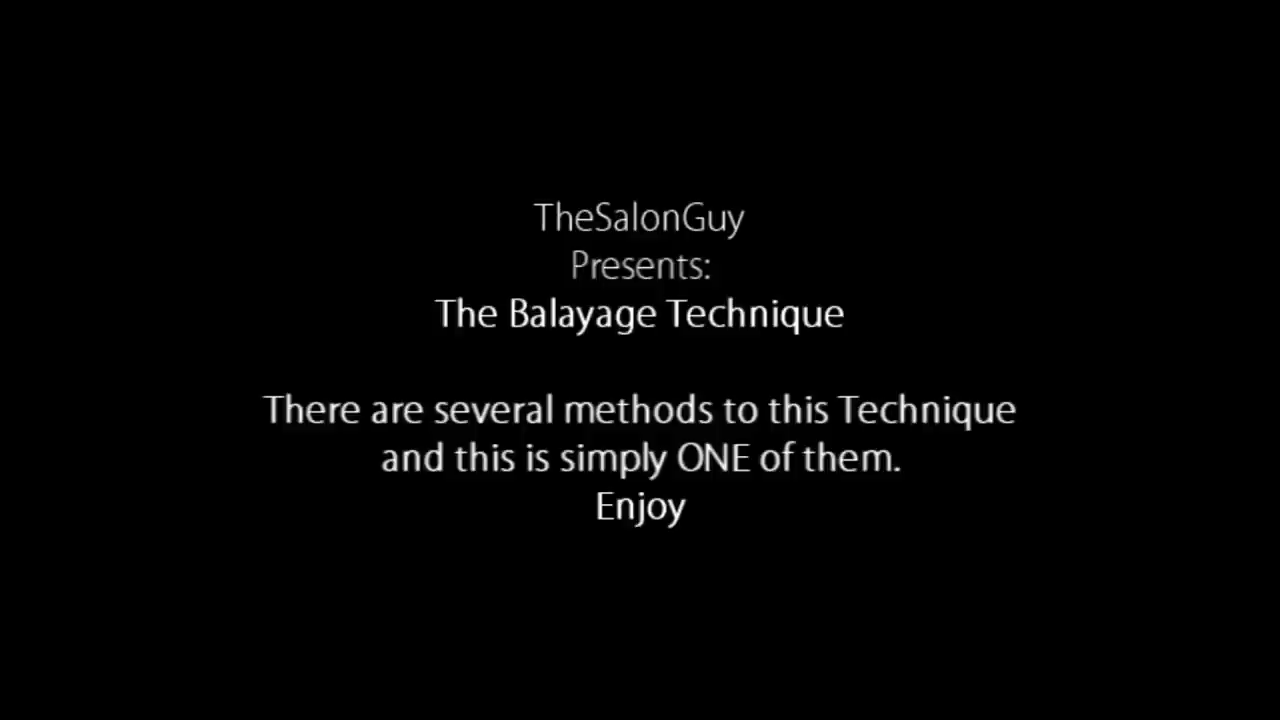 TheSalonGuy
Presents:
The Balayage Technique
There are several methods to this Technique
and this is simply ONE of them.
Enjoy